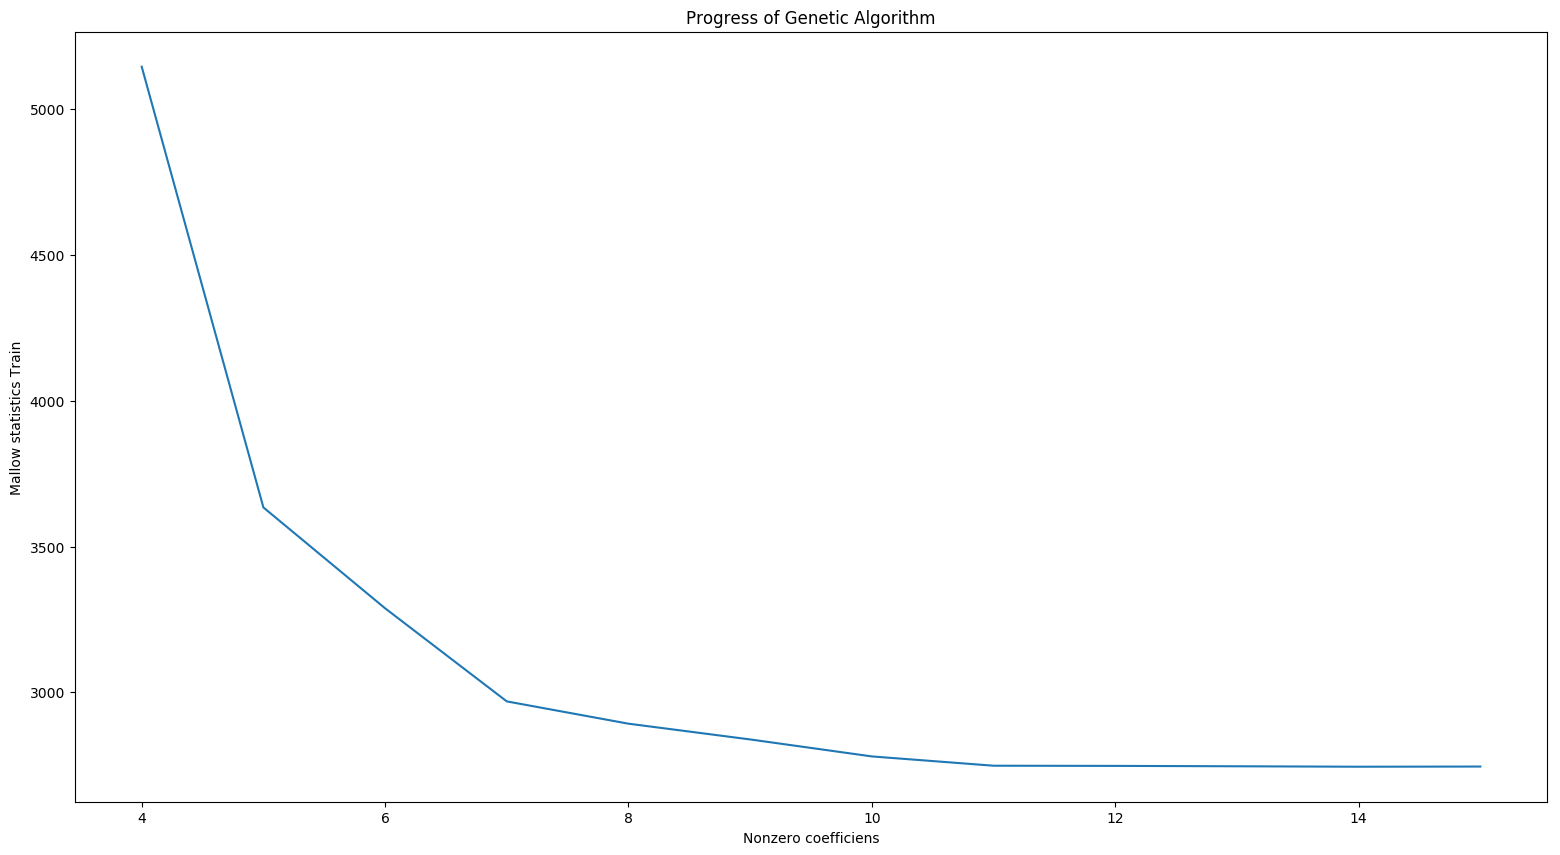 Progress of Genetic Algorithm
5000
4500
4000
3500
3000
Mallow statistics Train
4 6 8 10 12 14
Nonzero coefficiens